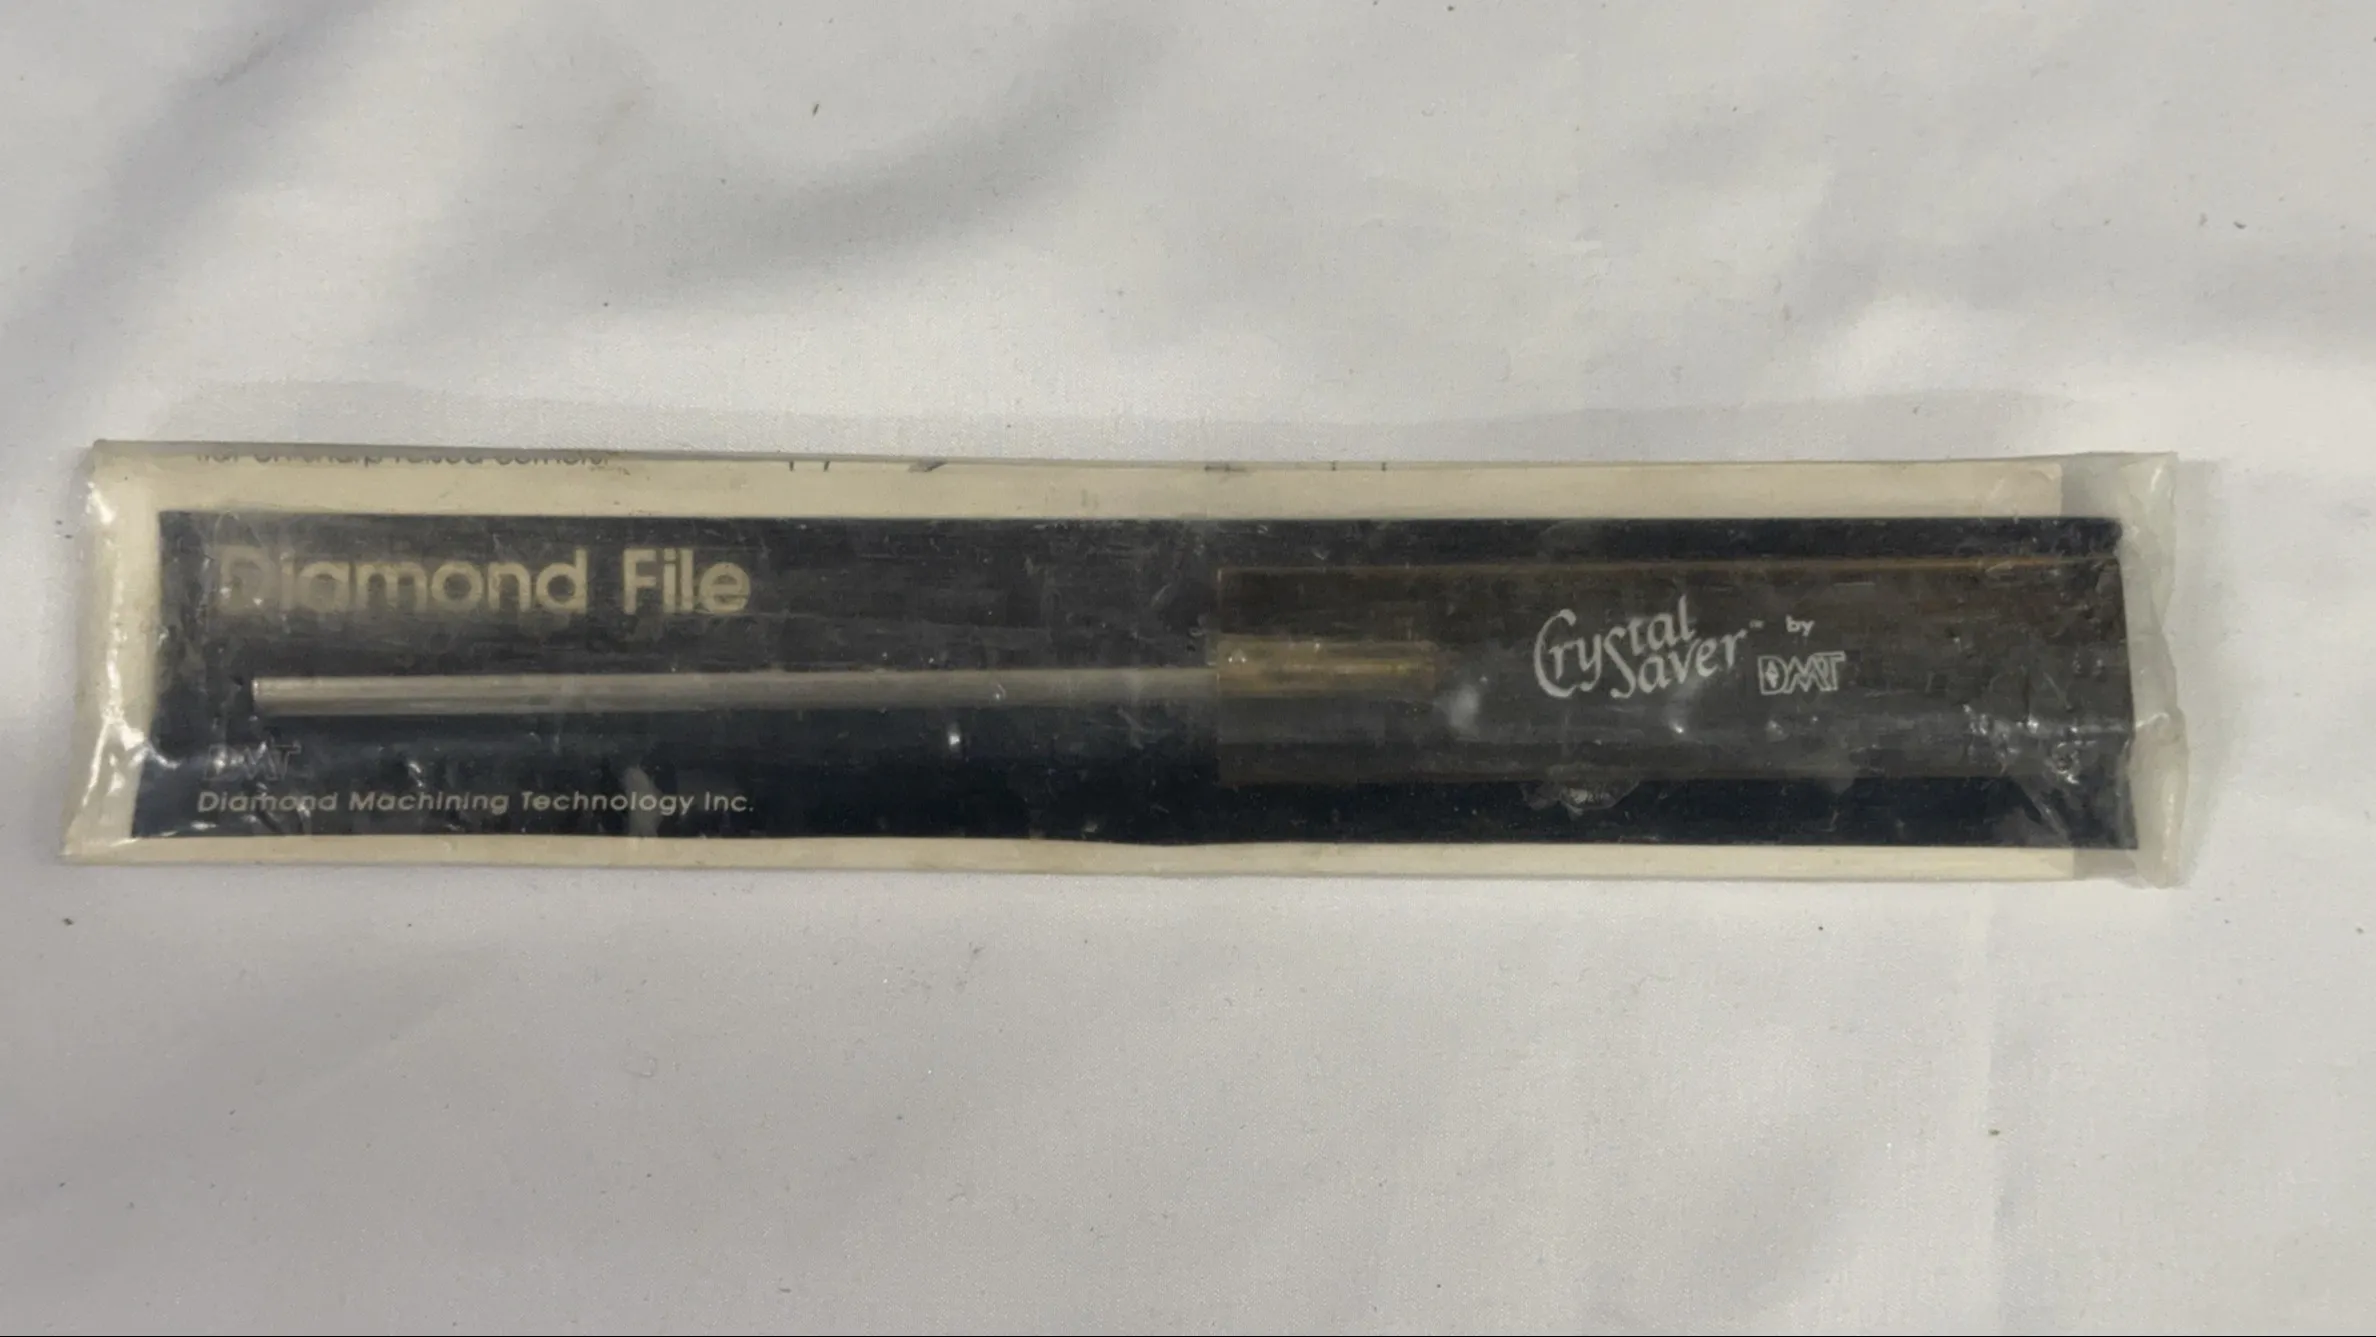 Diamond File
Crystal
Saver™ by
DMT
DMT
Diamond Machining Technology Inc.